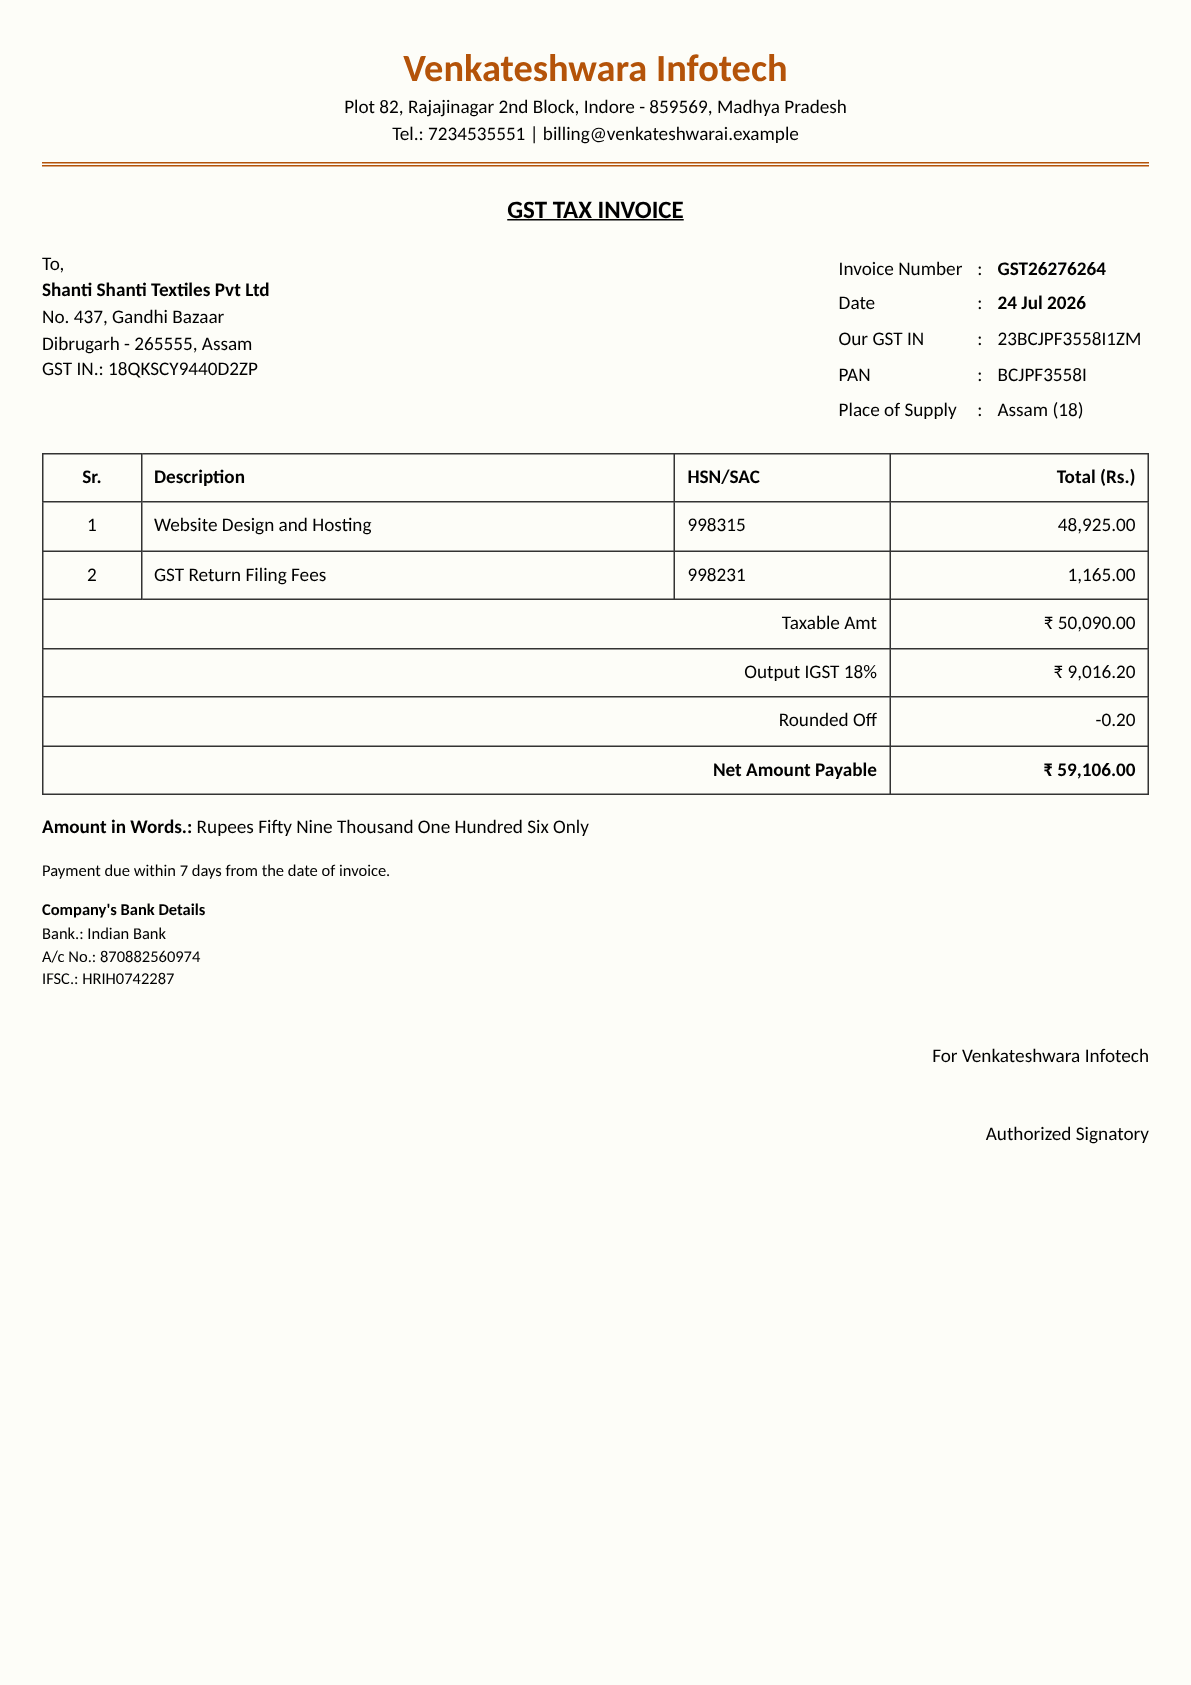 Venkateshwara Infotech
Plot 82, Rajajinagar 2nd Block, Indore - 859569, Madhya Pradesh
Tel.: 7234535551 | billing@venkateshwarai.example
GST TAX INVOICE
To,
Shanti Shanti Textiles Pvt Ltd
No. 437, Gandhi Bazaar
Dibrugarh - 265555, Assam
GST IN.: 18QKSCY9440D2ZP
Invoice Number : GST26276264
Date : 24 Jul 2026
Our GST IN : 23BCJPF3558I1ZM
PAN : BCJPF3558I
Place of Supply : Assam (18)
Sr. Description HSN/SAC Total (Rs.)
1 Website Design and Hosting 998315 48,925.00
2 GST Return Filing Fees 998231 1,165.00
Taxable Amt ₹ 50,090.00
Output IGST 18% ₹ 9,016.20
Rounded Off -0.20
Net Amount Payable ₹ 59,106.00
Amount in Words.: Rupees Fifty Nine Thousand One Hundred Six Only
Payment due within 7 days from the date of invoice.
Company's Bank Details
Bank.: Indian Bank
A/c No.: 870882560974
IFSC.: HRIH0742287
For Venkateshwara Infotech
Authorized Signatory